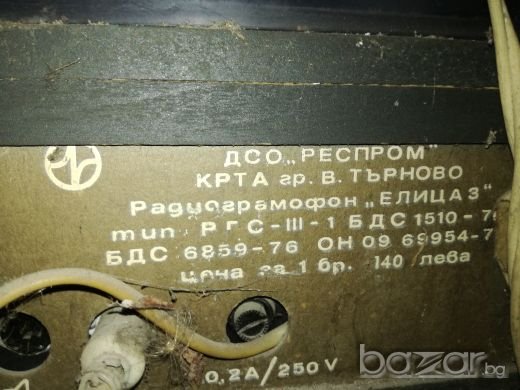 ДСО „РЕСПРОМ"
КРТА гр. В. ТЪРНОВО
Радиограмофон „ЕЛИЦА 3"
тип РГС-III-1 БДС 1510-7
БДС 6859-76 ОН 09 69954-7
цена за 1 бр. 140 лева
0,2А/250 V
bazar.bg